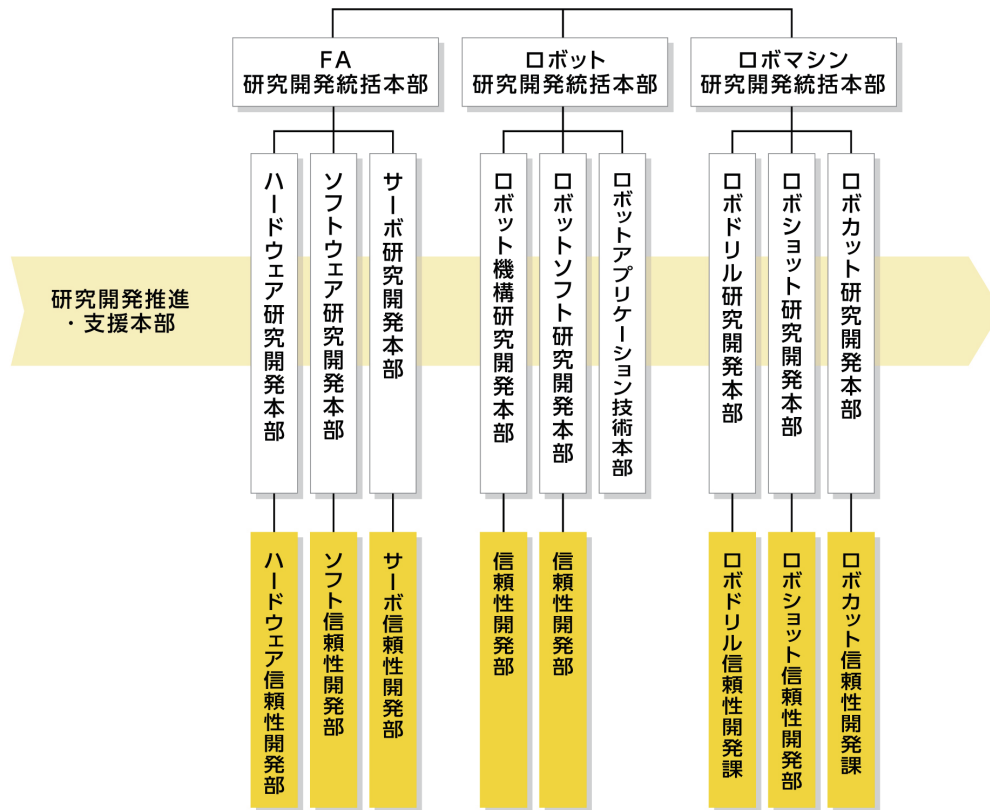 FA
研究開発統括本部
ロボット
研究開発統括本部
ロボマシン
研究開発統括本部
研究開発推進
・支援本部
ハードウェア研究開発本部
ソフトウェア研究開発本部
サーボ研究開発本部
ロボット機構研究開発本部
ロボットソフト研究開発本部
ロボットアプリケーション技術本部
ロボドリル研究開発本部
ロボショット研究開発本部
ロボカット研究開発本部
ハードウェア信頼性開発部
ソフト信頼性開発部
サーボ信頼性開発部
信頼性開発部
信頼性開発部
ロボドリル信頼性開発課
ロボショット信頼性開発部
ロボカット信頼性開発課